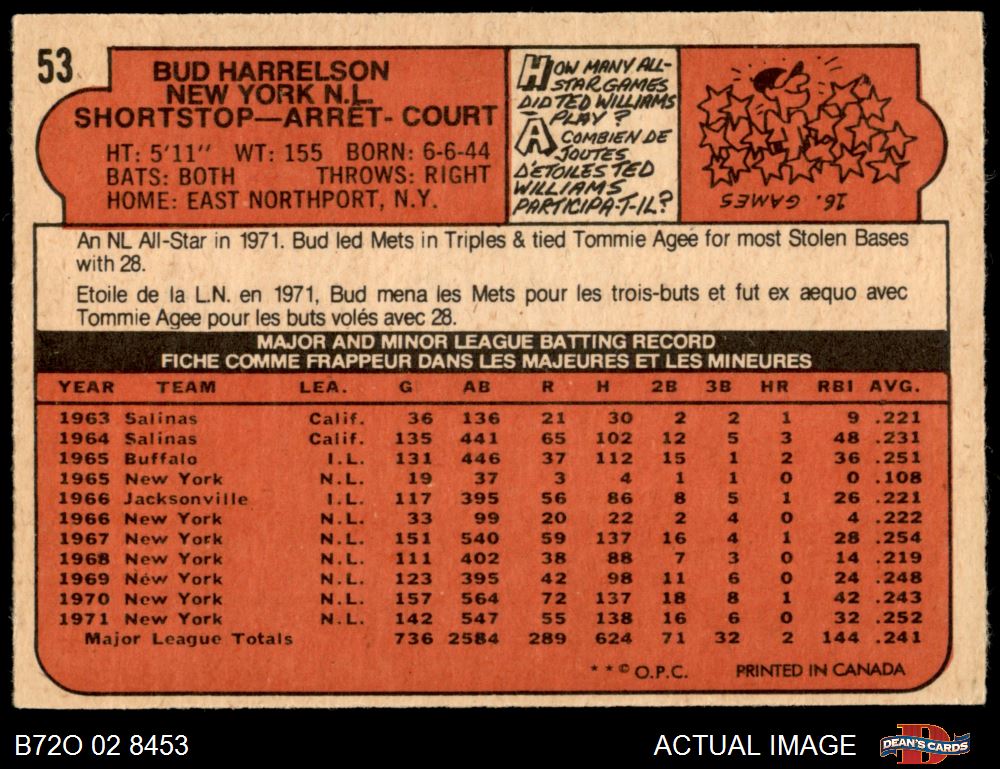 53
BUD HARRELSON
NEW YORK N.L.
SHORTSTOP—ARRÊT- COURT
HT: 5'11" WT: 155 BORN: 6-6-44
BATS: BOTH THROWS: RIGHT
HOME: EAST NORTHPORT, N.Y.
HOW MANY ALL-
STAR GAMES
DID TED WILLIAMS
PLAY?
A COMBIEN DE
JOUTES
D'ETOILES TED
WILLIAMS
PARTICIPA-T-IL?
16. GAMES
An NL All-Star in 1971. Bud led Mets in Triples & tied Tommie Agee for most Stolen Bases
with 28.
Etoile de la L.N. en 1971, Bud mena les Mets pour les trois-buts et fut ex aequo avec
Tommie Agee pour les buts volés avec 28.
MAJOR AND MINOR LEAGUE BATTING RECORD
FICHE COMME FRAPPEUR DANS LES MAJEURES ET LES MINEURES
YEAR TEAM LEA. G AB R H 2B 3B HR RBI AVG.
1963 Salinas Calif. 36 136 21 30 2 2 1 9 .221
1964 Salinas Calif. 135 441 65 102 12 5 3 48 .231
1965 Buffalo I.L. 131 446 37 112 15 1 2 36 .251
1965 New York N.L. 19 37 3 4 1 1 0 0 .108
1966 Jacksonville I.L. 117 395 56 86 8 5 1 26 .221
1966 New York N.L. 33 99 20 22 2 4 0 4 .222
1967 New York N.L. 151 540 59 137 16 4 1 28 .254
1968 New York N.L. 111 402 38 88 7 3 0 14 .219
1969 New York N.L. 123 395 42 98 11 6 0 24 .248
1970 New York N.L. 157 564 72 137 18 8 1 42 .243
1971 New York N.L. 142 547 55 138 16 6 0 32 .252
Major League Totals 736 2584 289 624 71 32 2 144 .241
* * © O.P.C. PRINTED IN CANADA
B72O 02 8453
ACTUAL IMAGE
DEAN'S CARDS